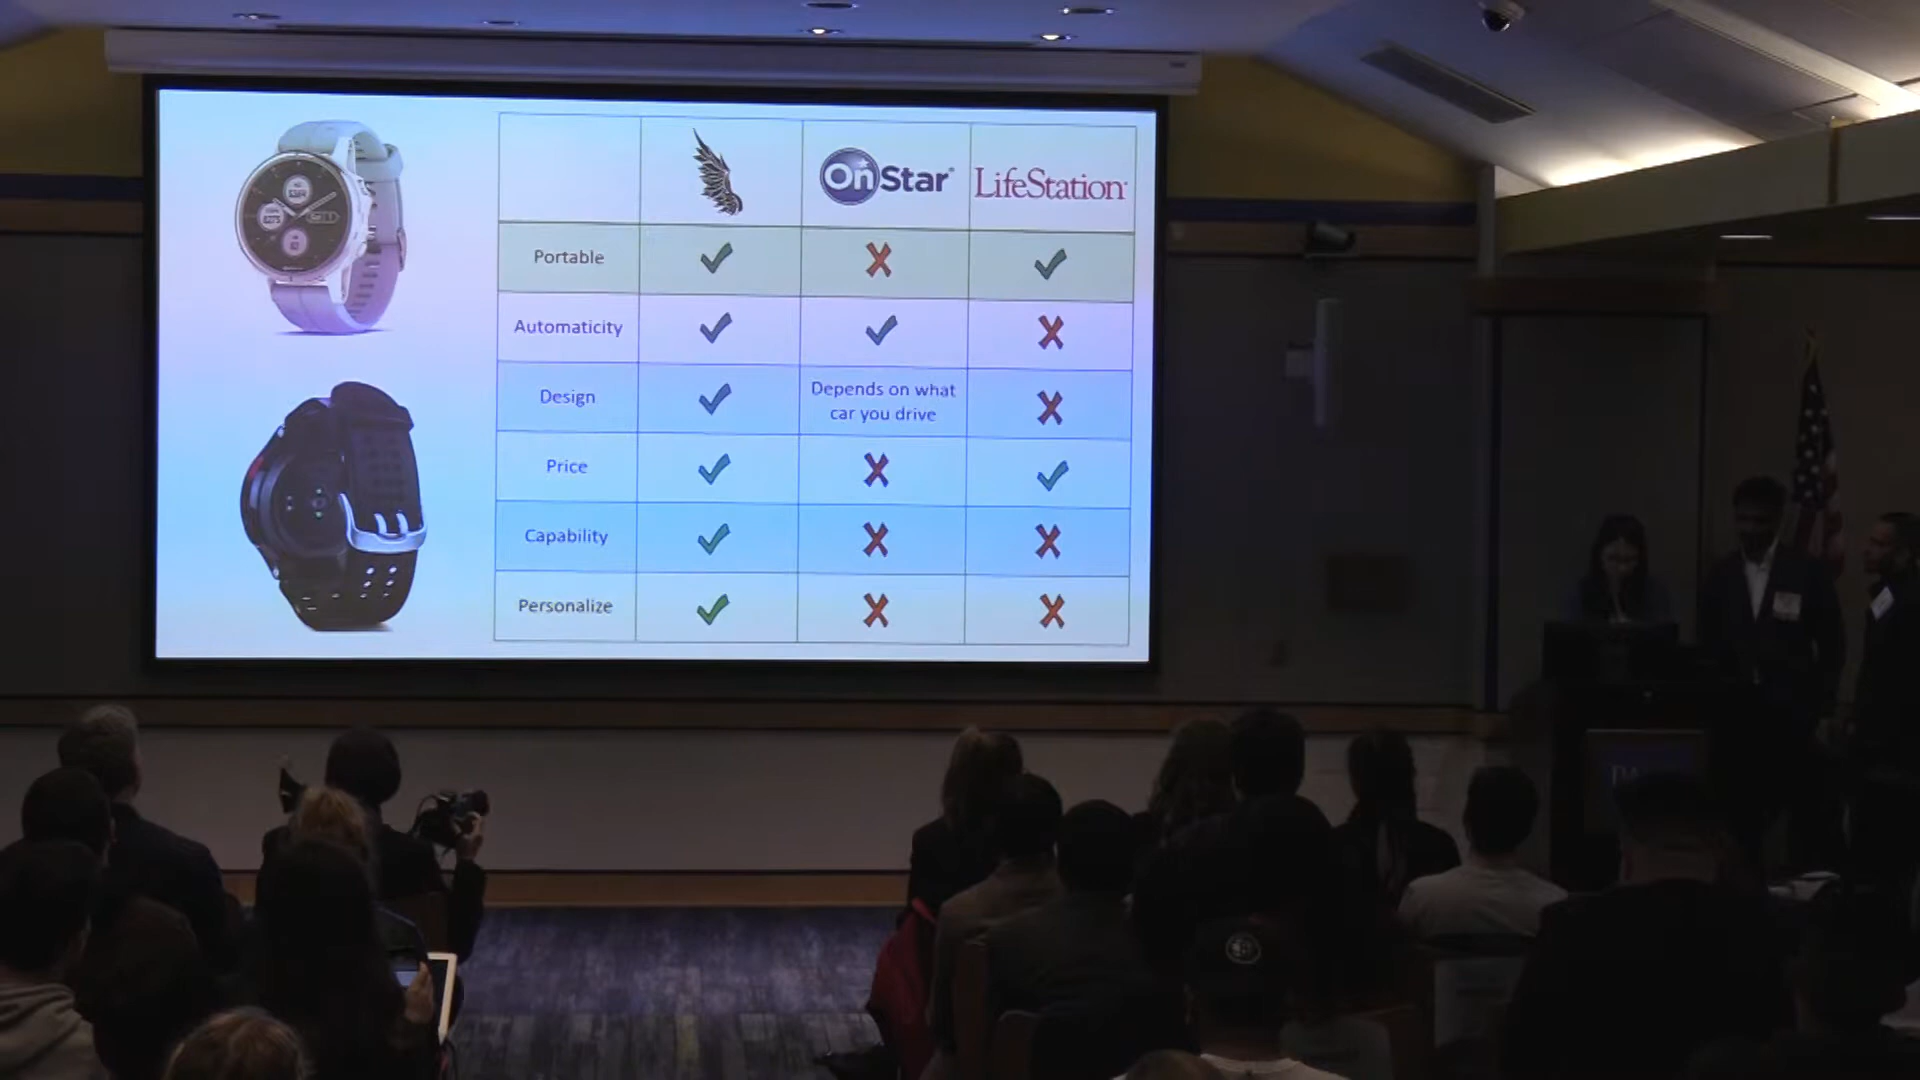 OnStar
LifeStation
Portable
Automaticity
Design
Depends on what
car you drive
Price
Capability
Personalize